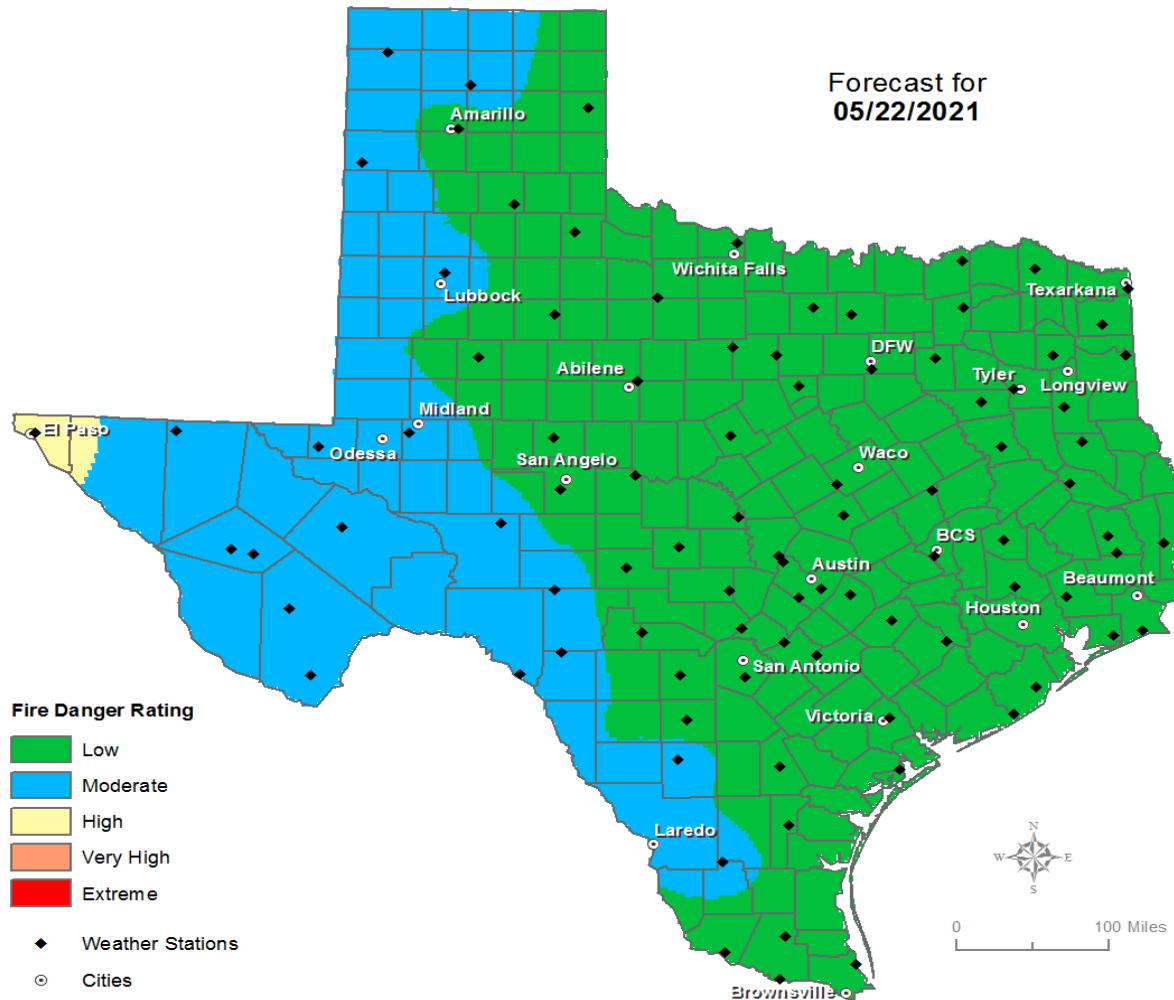 Forecast for
05/22/2021
Amarillo
Wichita Falls
Lubbock
Texarkana
DFW
Abilene
Tyler
Longview
Midland
El Paso
Odessa
San Angelo
Waco
BCS
Austin
Beaumont
Houston
San Antonio
Victoria
Laredo
Brownsville
Fire Danger Rating
Low
Moderate
High
Very High
Extreme
Weather Stations
Cities
N
W E
S
0 100 Miles